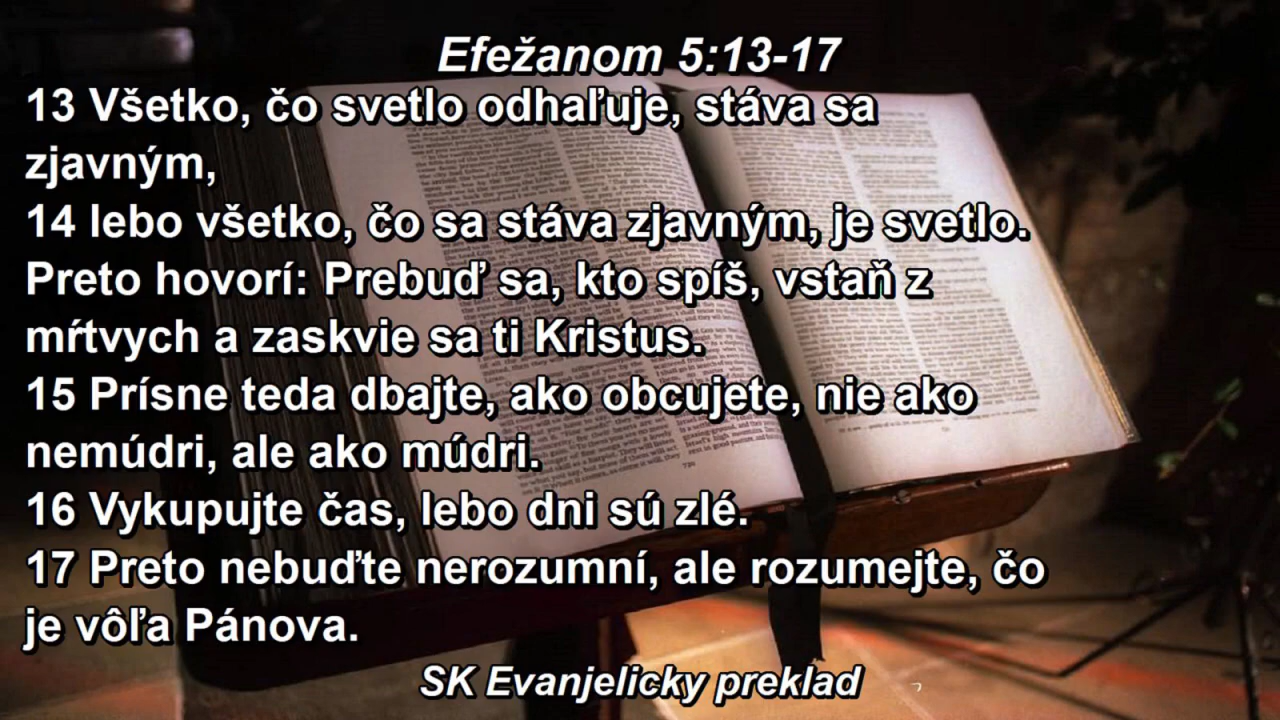 Efežanom 5:13-17
13 Všetko, čo svetlo odhaľuje, stáva sa
zjavným,
14 lebo všetko, čo sa stáva zjavným, je svetlo.
Preto hovorí: Prebuď sa, kto spíš, vstaň z
mŕtvych a zaskvie sa ti Kristus.
15 Prísne teda dbajte, ako obcujete, nie ako
nemúdri, ale ako múdri.
16 Vykupujte čas, lebo dni sú zlé.
17 Preto nebuďte nerozumní, ale rozumejte, čo
je vôľa Pánova.
SK Evanjelicky preklad